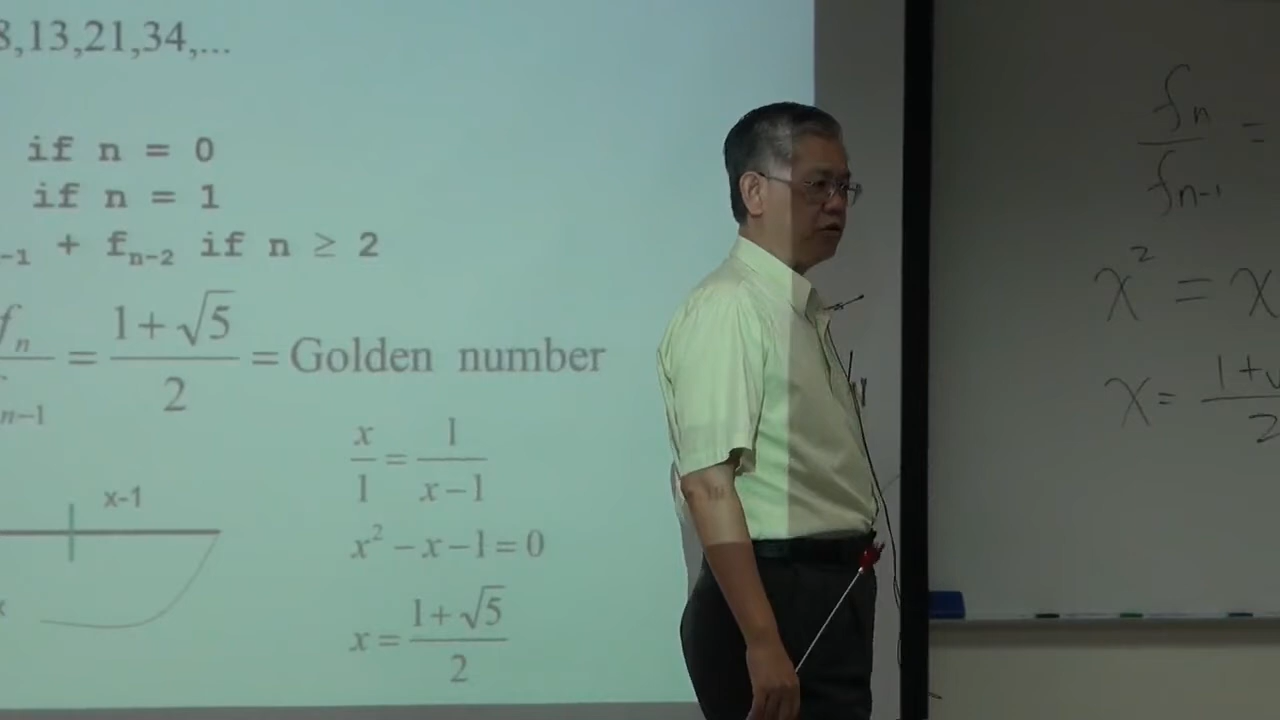 8,13,21,34,...
if n = 0
if n = 1
-1 + fn-2 if n ≥ 2
fn / n-1 = 1+√5 / 2 = Golden number
x/1 = 1/x-1
x-1
x² - x - 1 = 0
x = 1+√5 / 2
fn / fn-1 =
x² = x
x = 1+√ / 2